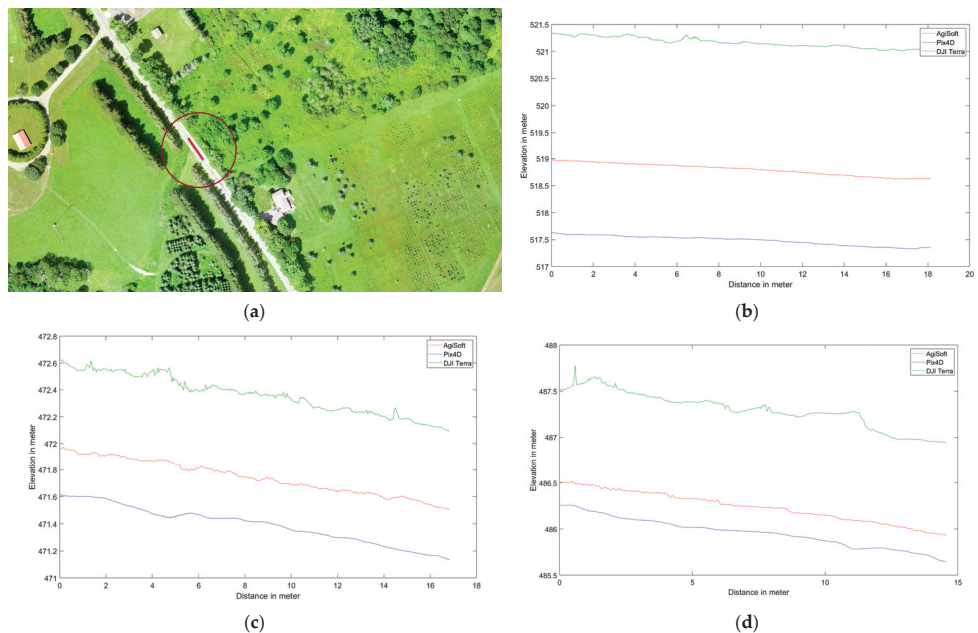 (a)
521.5
521
520.5
520
519.5
519
518.5
518
517.5
517
0
2
4
6
8
10
12
14
16
18
20
Elevation in meter
Distance in meter
AgiSoft
Pix4D
DJI Terra
(b)
472.8
472.6
472.4
472.2
472
471.8
471.6
471.4
471.2
471
0
2
4
6
8
10
12
14
16
18
Elevation in meter
Distance in meter
AgiSoft
Pix4D
DJI Terra
(c)
488
487.5
487
486.5
486
485.5
0
5
10
15
Elevation in meter
Distance in meter
AgiSoft
Pix4D
DJI Terra
(d)